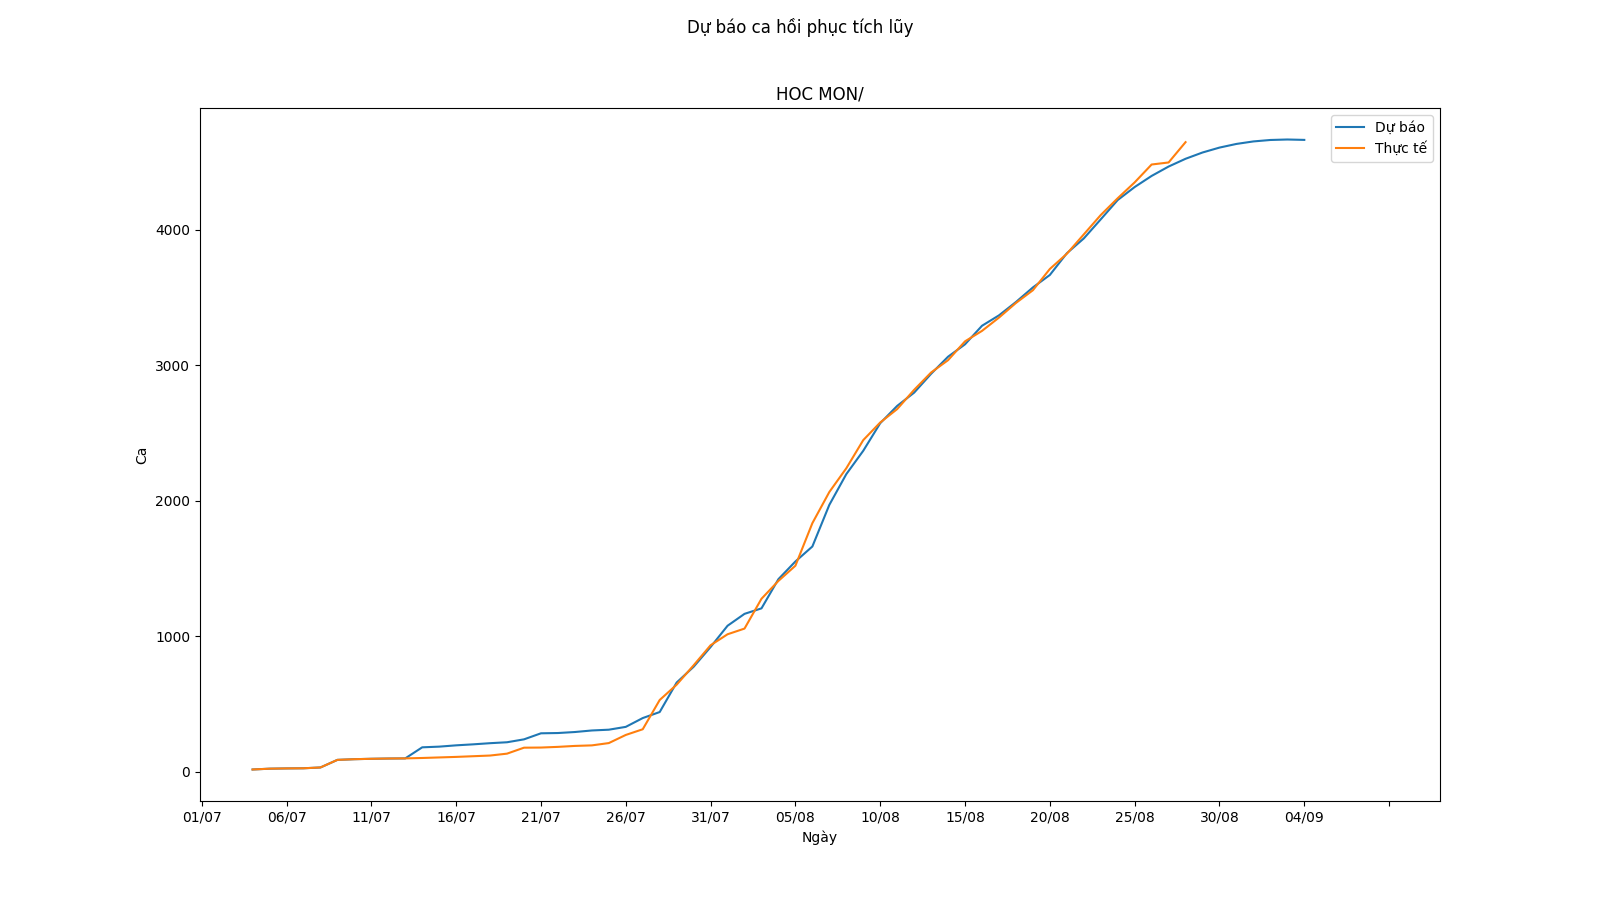 Dự báo ca hồi phục tích lũy
HOC MON/
Dự báo
Thực tế
4000
3000
2000
1000
0
Ca
01/07 06/07 11/07 16/07 21/07 26/07 31/07 05/08 10/08 15/08 20/08 25/08 30/08 04/09
Ngày